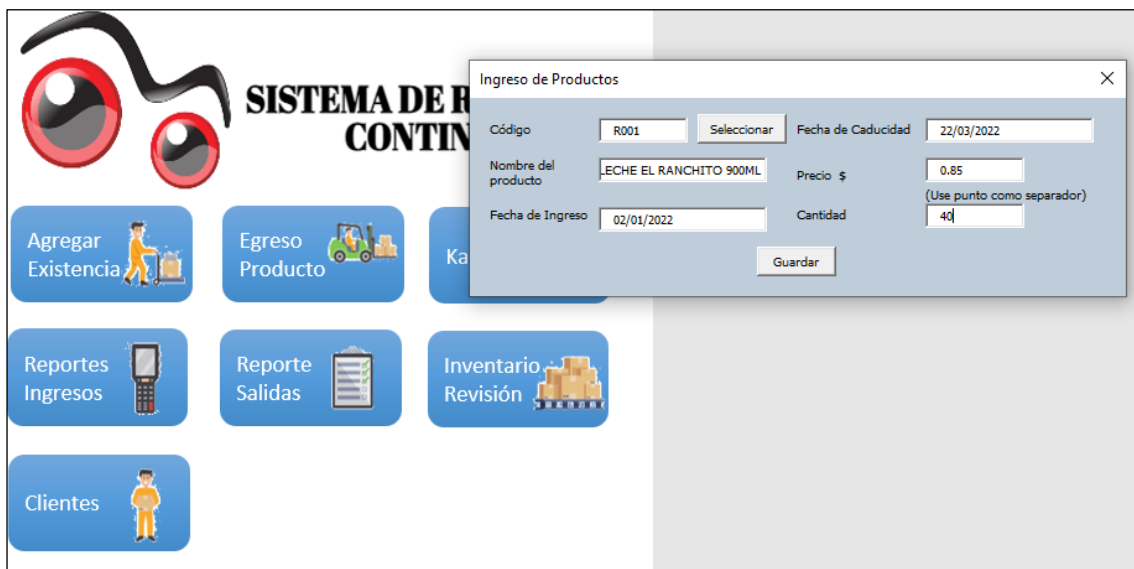 SISTEMA DE R
CONTIN
Ingreso de Productos
Código
R001
Seleccionar
Fecha de Caducidad
22/03/2022
Nombre del
producto
LECHE EL RANCHITO 900ML
Precio $
0.85
(Use punto como separador)
Fecha de Ingreso
02/01/2022
Cantidad
40
Guardar
Agregar
Existencia
Egreso
Producto
Ka
Reportes
Ingresos
Reporte
Salidas
Inventario
Revisión
Clientes